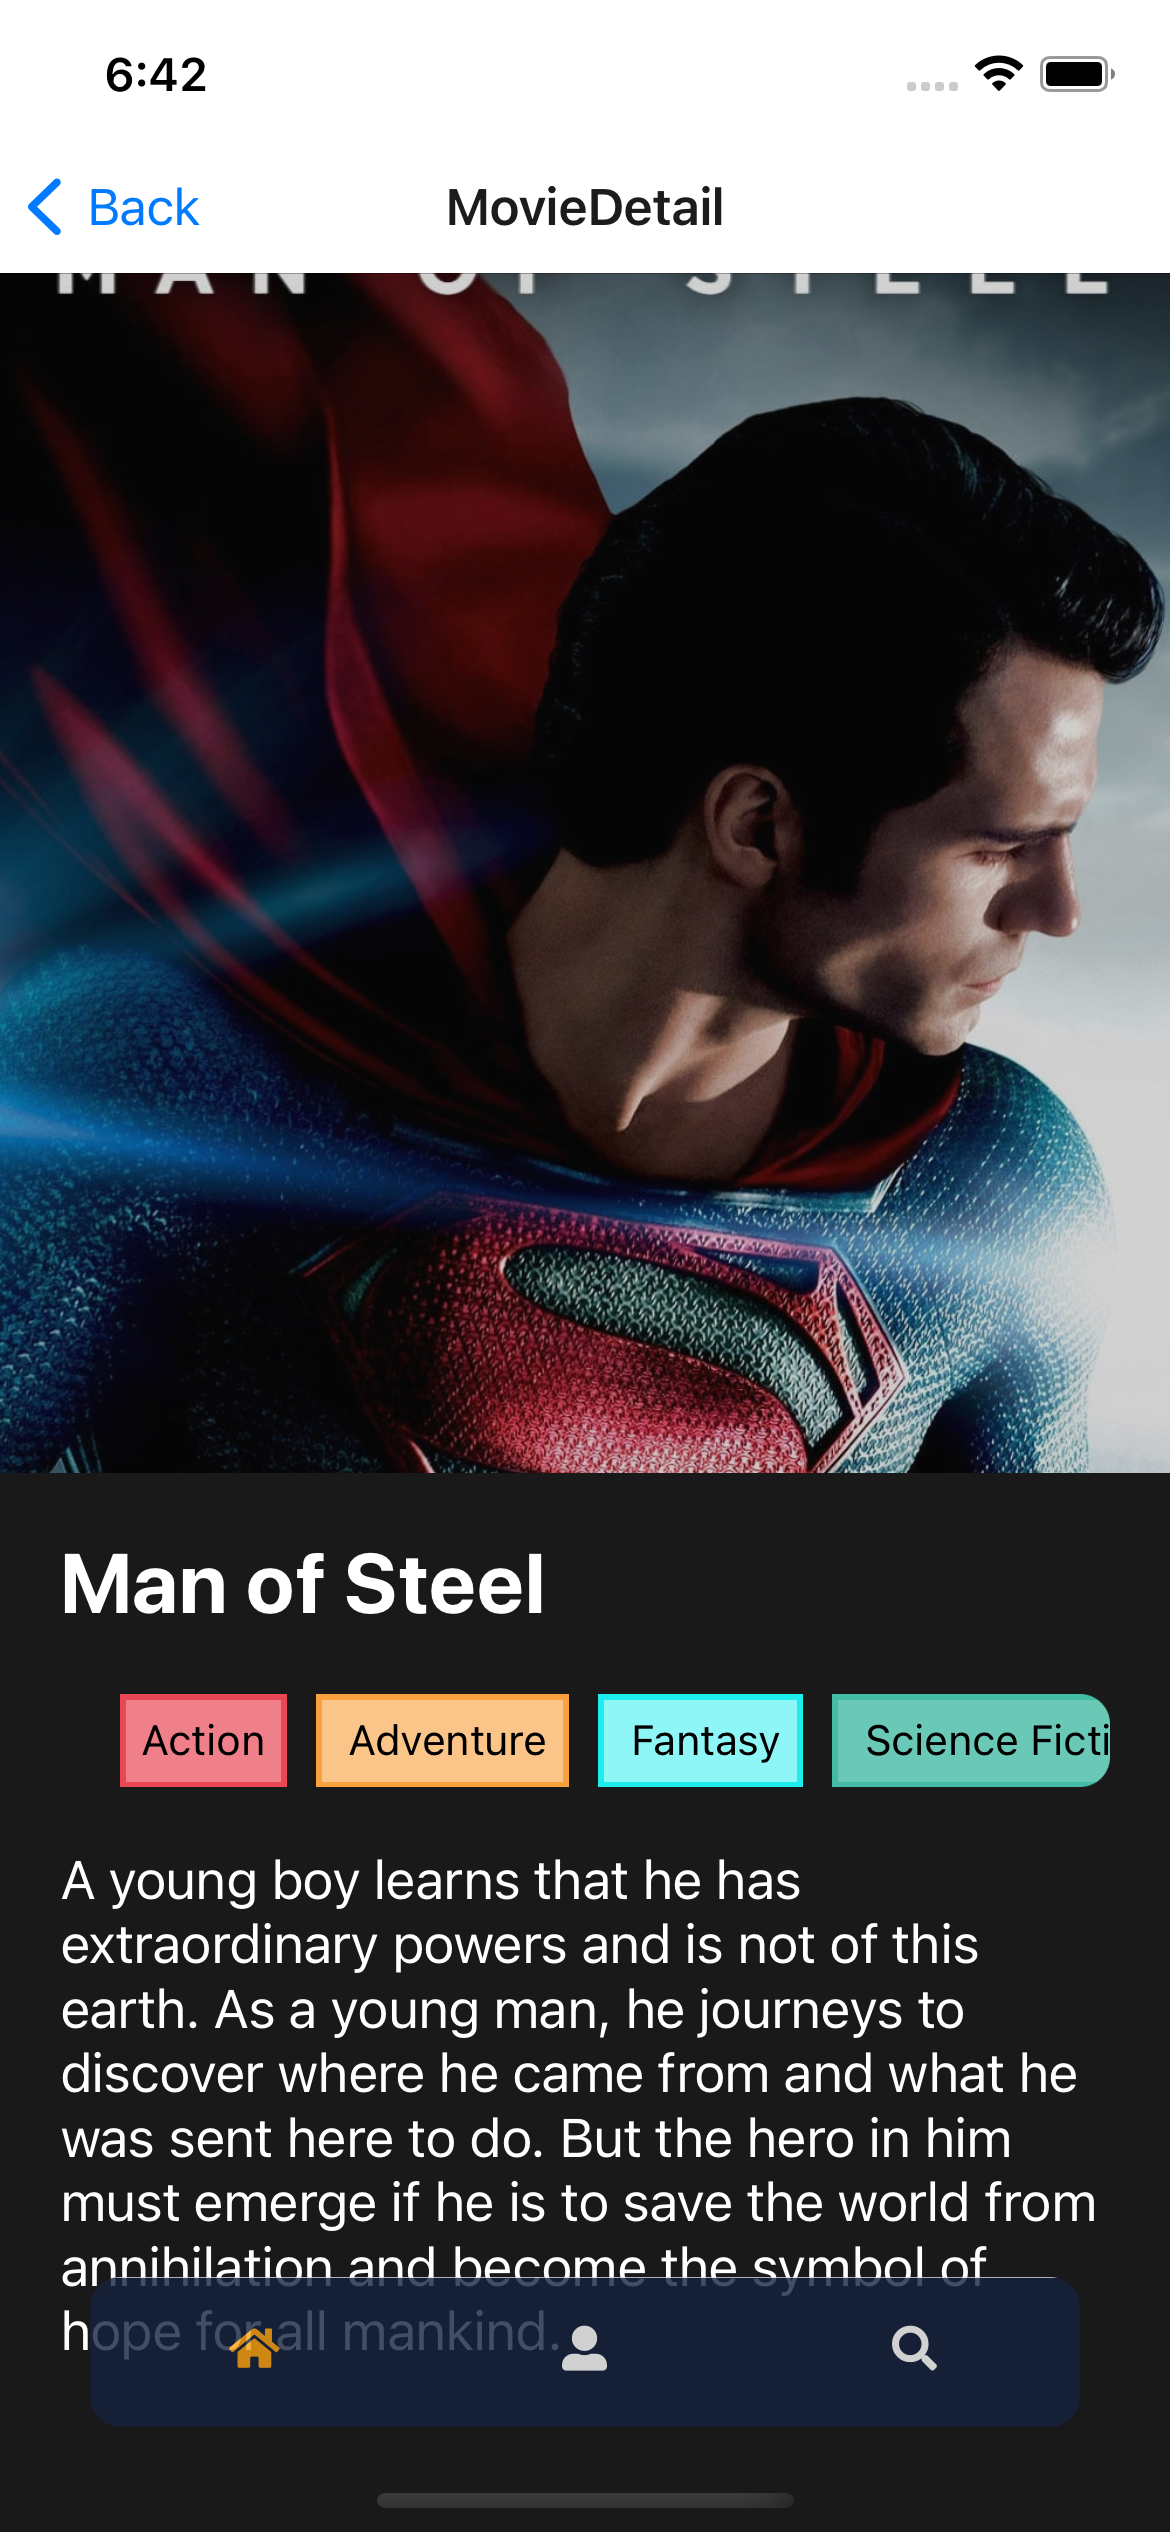 6:42
Back
MovieDetail
MAN OF STEEL
Man of Steel
Action Adventure Fantasy Science Ficti
A young boy learns that he has
extraordinary powers and is not of this
earth. As a young man, he journeys to
discover where he came from and what he
was sent here to do. But the hero in him
must emerge if he is to save the world from
annihilation and become the symbol of
hope for all mankind.